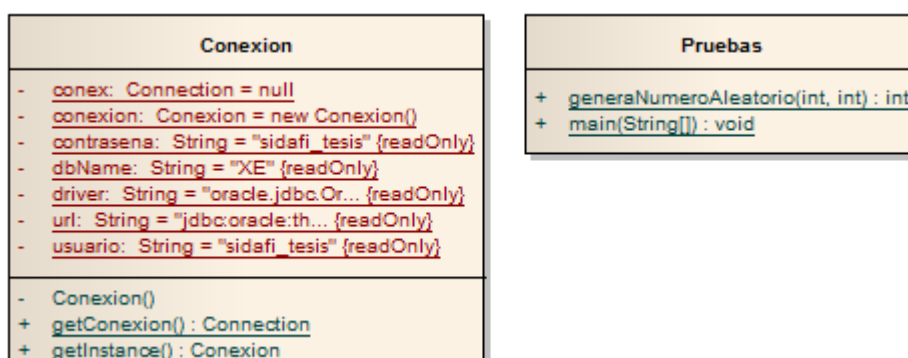 Conexion
- conex: Connection = null
- conexion: Conexion = new Conexion()
- contrasena: String = "sidafi_tesis" {readOnly}
- dbName: String = "XE" {readOnly}
- driver: String = "oracle.jdbc.Or... {readOnly}
- url: String = "jdbc:oracle:th... {readOnly}
- usuario: String = "sidafi_tesis" {readOnly}
- Conexion()
+ getConexion() : Connection
+ getInstance() : Conexion
Pruebas
+ generaNumeroAleatorio(int, int) : int
+ main(String[]) : void